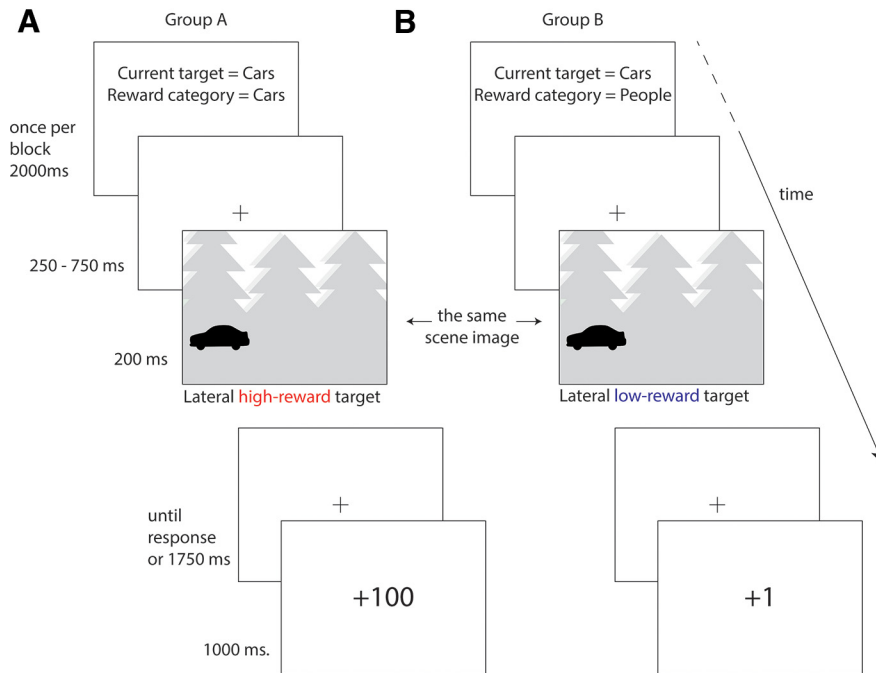 A
Group A
Current target = Cars
Reward category = Cars
once per
block
2000ms
+
250 - 750 ms
200 ms
Lateral high-reward target
the same
scene image
B
Group B
Current target = Cars
Reward category = People
+
Lateral low-reward target
time
until
response
or 1750 ms
+
+100
1000 ms.
+
+1